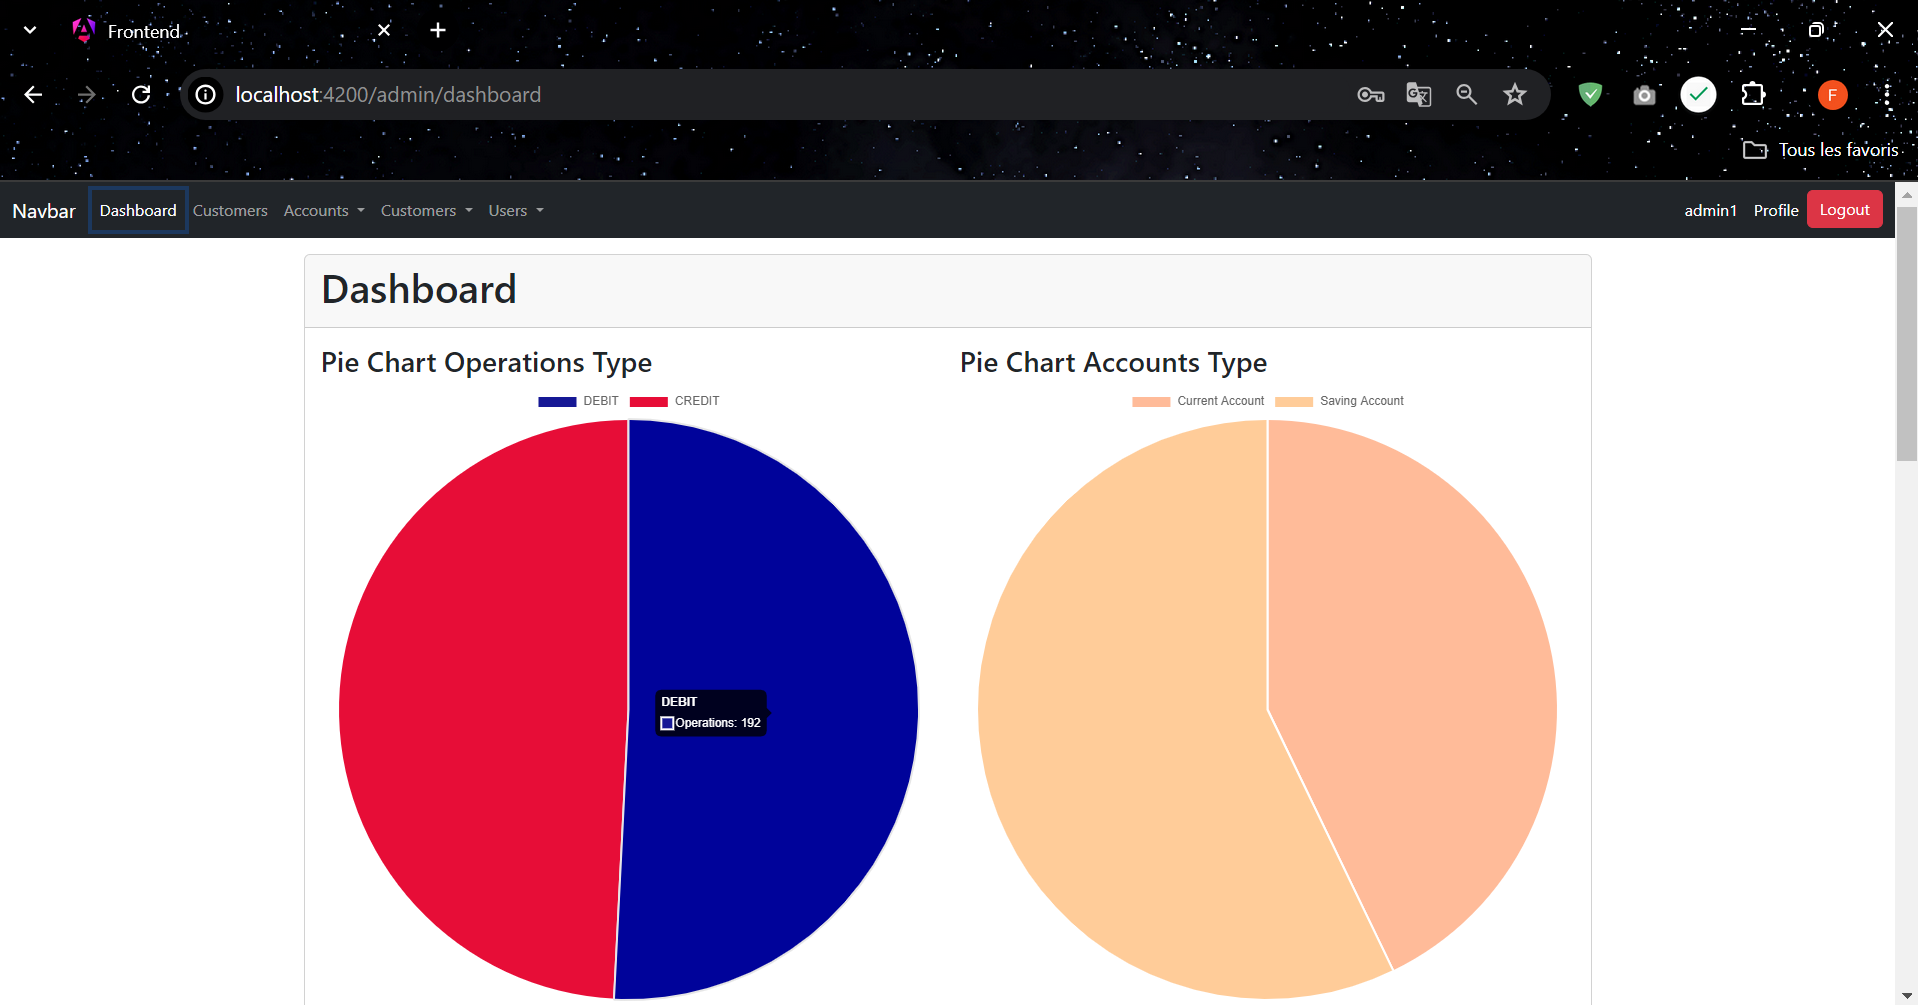 Frontend
localhost:4200/admin/dashboard
F
Tous les favoris
Navbar Dashboard Customers Accounts Customers Users admin1 Profile Logout
Dashboard
Pie Chart Operations Type
DEBIT CREDIT
DEBIT
Operations: 192
Pie Chart Accounts Type
Current Account Saving Account